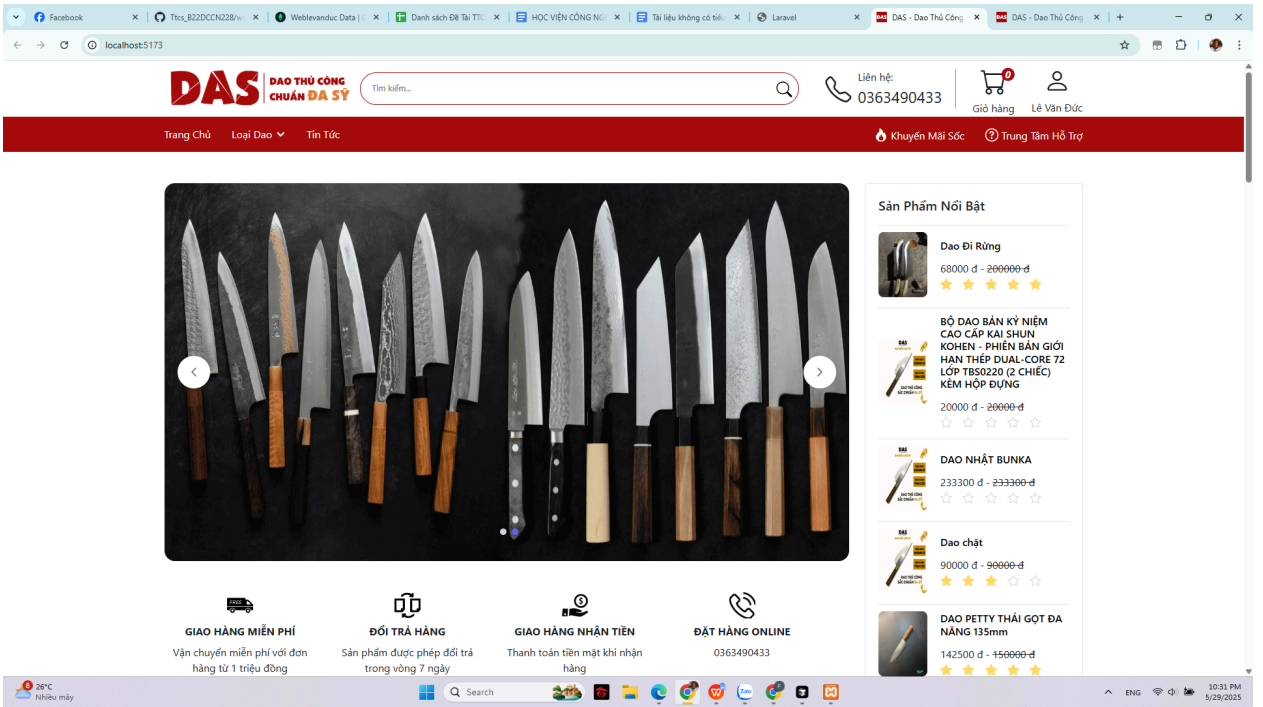 Facebook
Ttcs_B22DCCN228/w
Weblevanduc Data | C
Danh sách Đề Tài TTC
HỌC VIỆN CÔNG NG
Tài liệu không có tiêu
Laravel
DAS - Dao Thủ Công
DAS - Dao Thủ Công
localhost:5173
DAS DAO THỦ CÔNG
CHUẨN ĐA SỸ
Tìm kiếm...
Liên hệ:
0363490433
0
Giỏ hàng
Lê Văn Đức
Trang Chủ Loại Dao Tin Tức
Khuyến Mãi Sốc Trung Tâm Hỗ Trợ
Sản Phẩm Nổi Bật
Dao Đi Rừng
68000 đ - 200000 đ
BỘ DAO BẢN KỶ NIỆM
CAO CẤP KAI SHUN
KOHEN - PHIÊN BẢN GIỚI
HẠN THÉP DUAL-CORE 72
LỚP TBS0220 (2 CHIẾC)
KÈM HỘP ĐỰNG
20000 đ - 20000 đ
DAO NHẬT BUNKA
233300 đ - 233300 đ
Dao chặt
90000 đ - 90000 đ
DAO PETTY THÁI GỌT ĐA
NĂNG 135mm
142500 đ - 150000 đ
FREE
GIAO HÀNG MIỄN PHÍ
Vận chuyển miễn phí với đơn
hàng từ 1 triệu đồng
ĐỔI TRẢ HÀNG
Sản phẩm được phép đổi trả
trong vòng 7 ngày
GIAO HÀNG NHẬN TIỀN
Thanh toán tiền mặt khi nhận
hàng
ĐẶT HÀNG ONLINE
0363490433
8
26°C
Nhiều mây
Search
Zalo
ENG
10:31 PM
5/29/2025